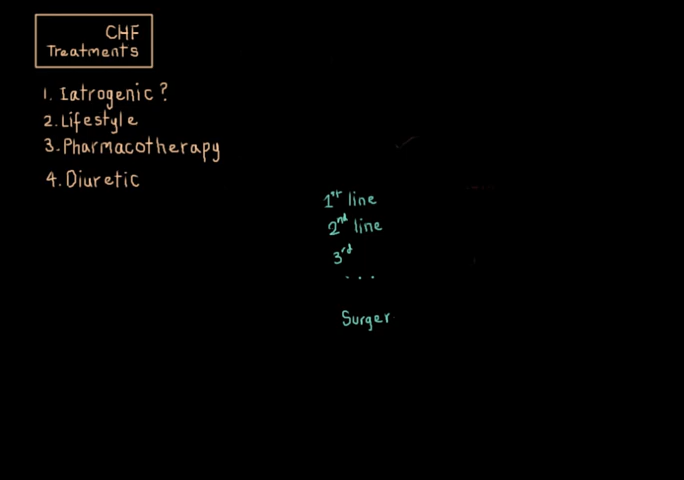 CHF
Treatments
1. Iatrogenic?
2. Lifestyle
3. Pharmacotherapy
4. Diuretic
1st line
2nd line
3rd
...
Surger